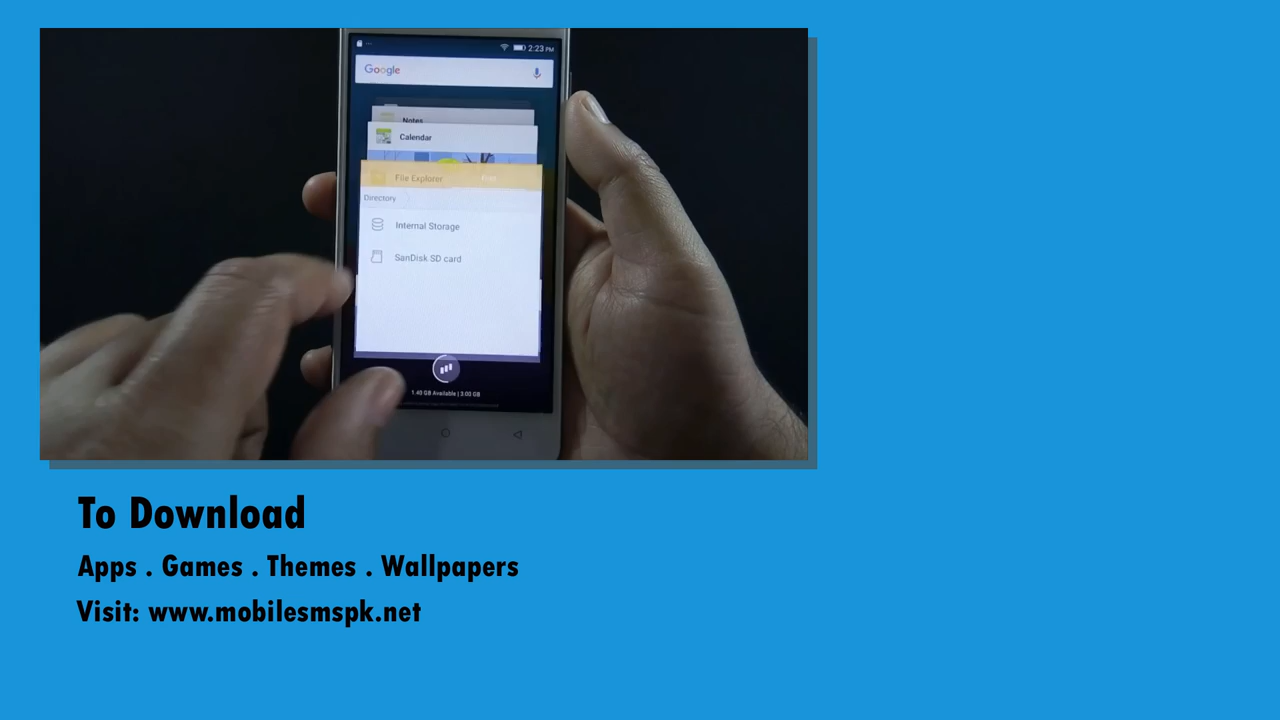 2:23 PM
Google
Notes
Calendar
File Explorer
Directory
Internal Storage
SanDisk SD card
1.40 GB Available | 3.00 GB
To Download
Apps . Games . Themes . Wallpapers
Visit: www.mobilesmspk.net